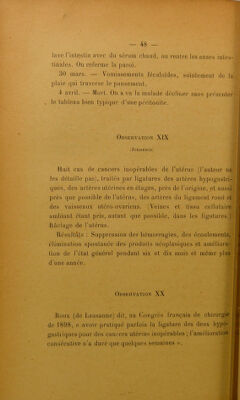 — 48 —
lave l'intestin avec du sérum chaud, on rentre les anses intes-
tinales. On referme la paroi.
30 mars. — Vomissements fécaloïdes, suintement de la
plaie qui traverse le pansement.
4 avril. — Mort. On a vu la malade décliner sans présenter
le tableau bien typique d'une péritonite.
OBSERVATION XIX
Huit cas de cancers inopérables de l'utérus (l'auteur ne
les détaille pas), traités par ligatures des artères hypogastri-
ques, des artères utérines en étages, près de l'origine, et aussi
près que possible de l'utérus, des artères du ligament rond et
des vaisseaux utéro-ovariens. (Veines et tissu cellulaire
ambiant étant pris, autant que possible, dans les ligatures.)
Râclage de l'utérus.
Résultats : Suppression des hémorragies, des écoulements,
élimination spontanée des produits néoplasiques et améliora-
tion de l'état général pendant six et dix mois et même plus
d'une année.
OBSERVATION XX
Roux (de Lausanne) dit, au Congrès français de chirurgie
de 1898, « avoir pratiqué parfois la ligature des deux hypo-
gastriques pour des cancers utérins inopérables ; l'amélioration
consécutive n'a duré que quelques semaines ».